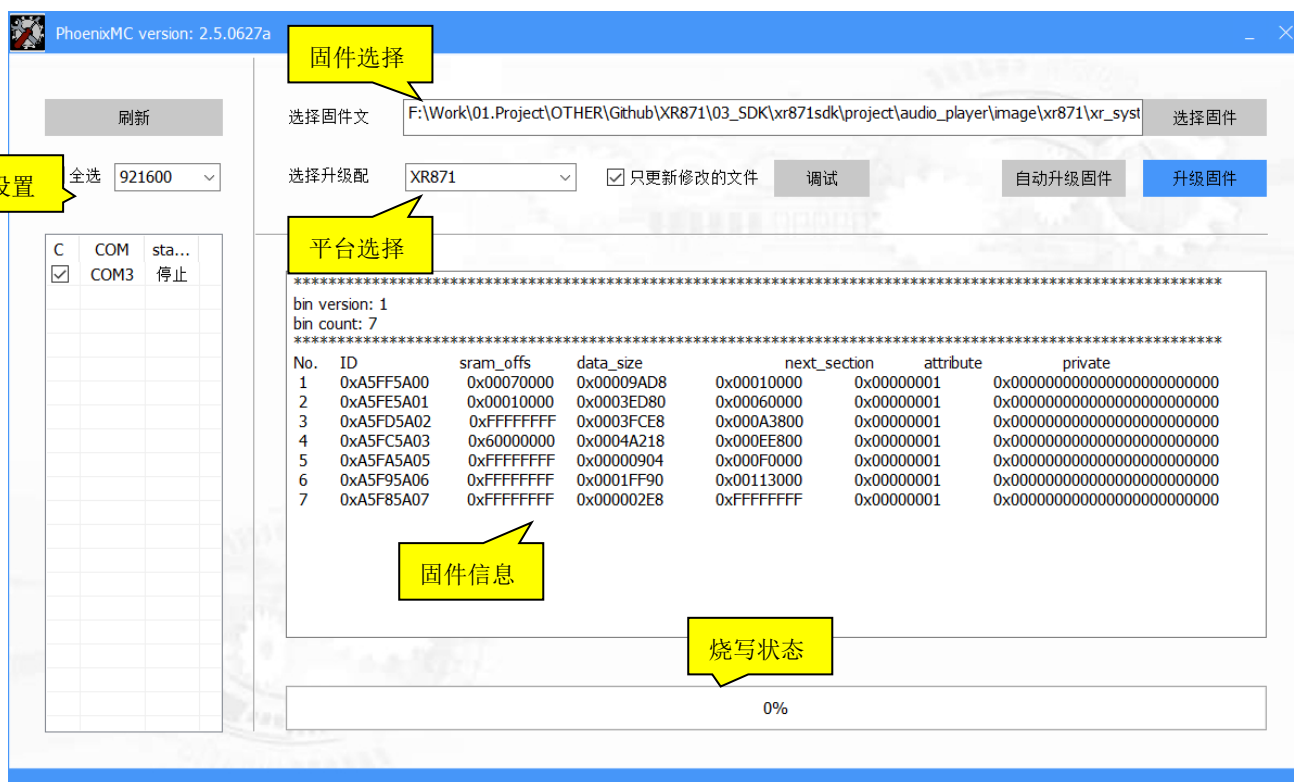 PhoenixMC version: 2.5.0627a
固件选择
刷新
选择固件文
F:\Work\01.Project\OTHER\Github\XR871\03_SDK\xr871sdk\project\audio_player\image\xr871\xr_syst
选择固件
设置
全选
921600
选择升级配
XR871
只更新修改的文件
调试
自动升级固件
升级固件
平台选择
C COM sta...
COM3 停止
************************************************************************************************************
bin version: 1
bin count: 7
************************************************************************************************************
No. ID sram_offs data_size next_section attribute private
1 0xA5FF5A00 0x00070000 0x00009AD8 0x00010000 0x00000001 0x000000000000000000000000
2 0xA5FE5A01 0x00010000 0x0003ED80 0x00060000 0x00000001 0x000000000000000000000000
3 0xA5FD5A02 0xFFFFFFFF 0x0003FCE8 0x000A3800 0x00000001 0x000000000000000000000000
4 0xA5FC5A03 0x60000000 0x0004A218 0x000EE800 0x00000001 0x000000000000000000000000
5 0xA5FA5A05 0xFFFFFFFF 0x00000904 0x000F0000 0x00000001 0x000000000000000000000000
6 0xA5F95A06 0xFFFFFFFF 0x0001FF90 0x00113000 0x00000001 0x000000000000000000000000
7 0xA5F85A07 0xFFFFFFFF 0x000002E8 0xFFFFFFFF 0x00000001 0x000000000000000000000000
固件信息
烧写状态
0%